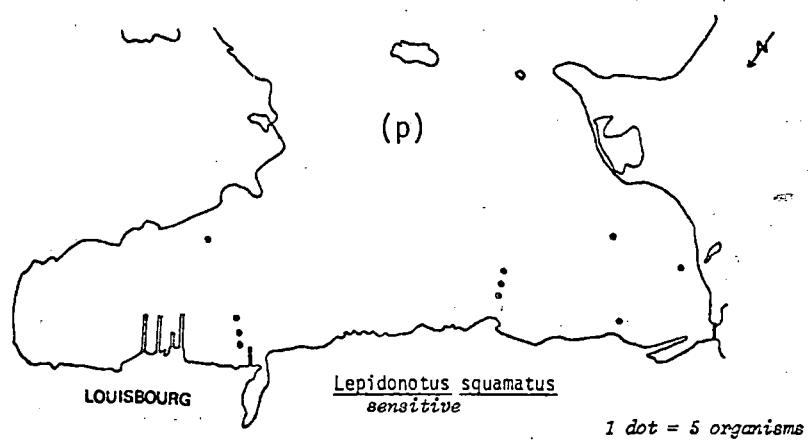 N
(p)
LOUISBOURG
Lepidonotus squamatus
sensitive
1 dot = 5 organisms